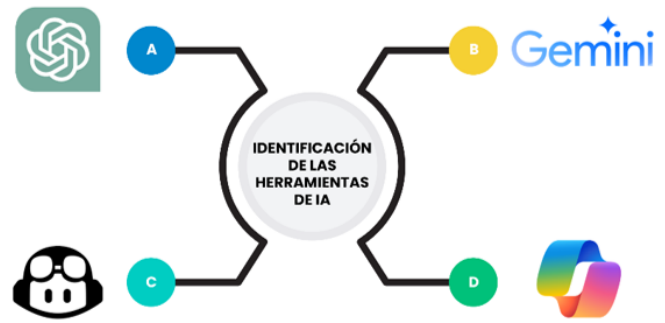 A
B
Gemini
IDENTIFICACIÓN
DE LAS
HERRAMIENTAS
DE IA
C
D